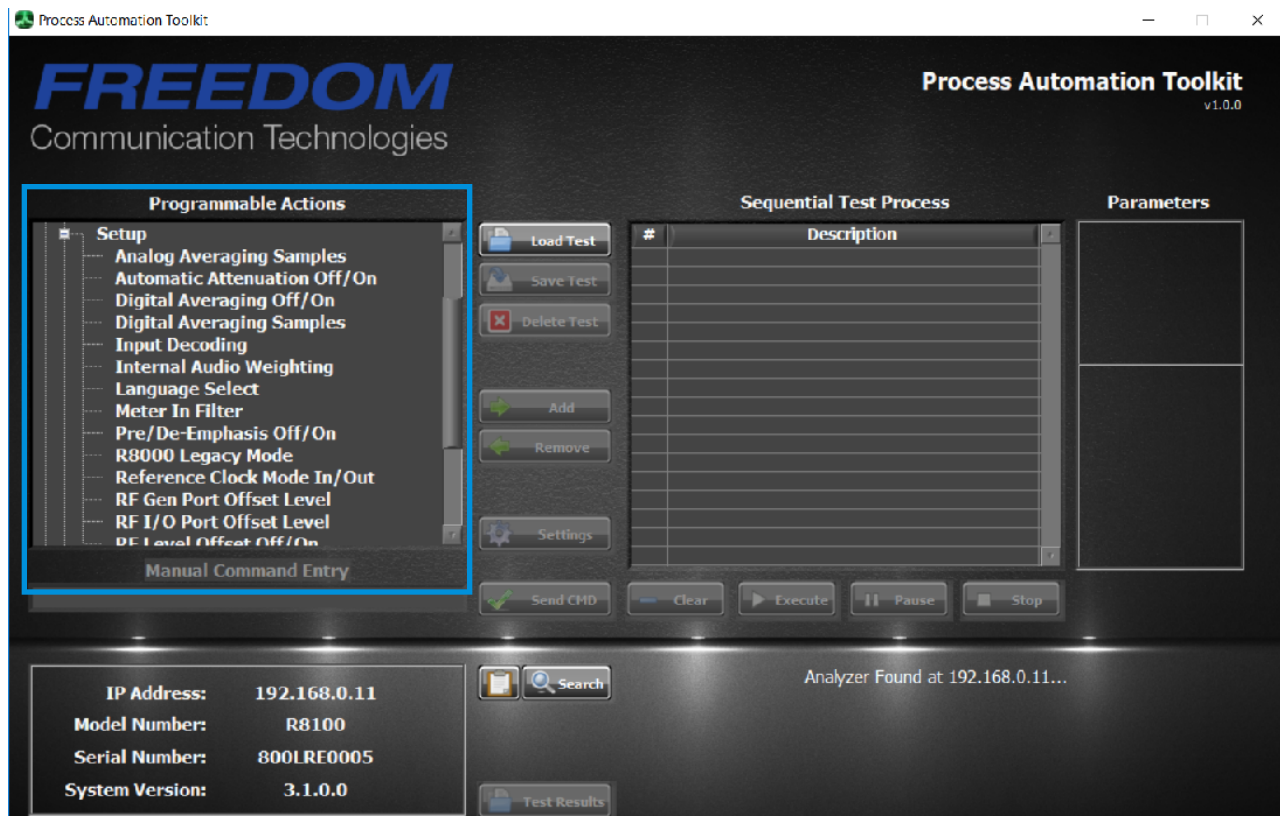 Process Automation Toolkit
FREEDOM
Communication Technologies
Process Automation Toolkit
v1.0.0
Programmable Actions
Setup
Analog Averaging Samples
Automatic Attenuation Off/On
Digital Averaging Off/On
Digital Averaging Samples
Input Decoding
Internal Audio Weighting
Language Select
Meter In Filter
Pre/De-Emphasis Off/On
R8000 Legacy Mode
Reference Clock Mode In/Out
RF Gen Port Offset Level
RF I/O Port Offset Level
RF Level Offset Off/On
Manual Command Entry
Load Test
Save Test
Delete Test
Add
Remove
Settings
Send CMD
Sequential Test Process
# Description
Clear Execute Pause Stop
Parameters
IP Address: 192.168.0.11
Model Number: R8100
Serial Number: 800LRE0005
System Version: 3.1.0.0
Search
Test Results
Analyzer Found at 192.168.0.11...